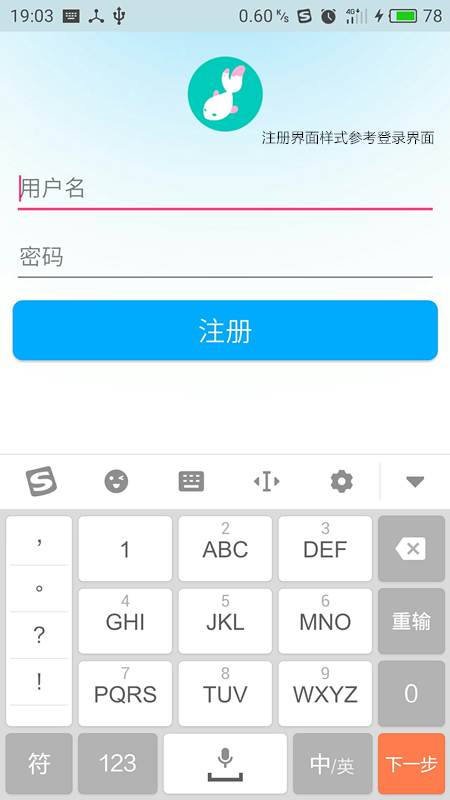 19:03 0.60 K/s 4G 78
注册界面样式参考登录界面
用户名
密码
注册
S
， 1 2 ABC 3 DEF
。 4 GHI 5 JKL 6 MNO 重输
？ 7 PQRS 8 TUV 9 WXYZ 0
！
符 123 中/英 下一步